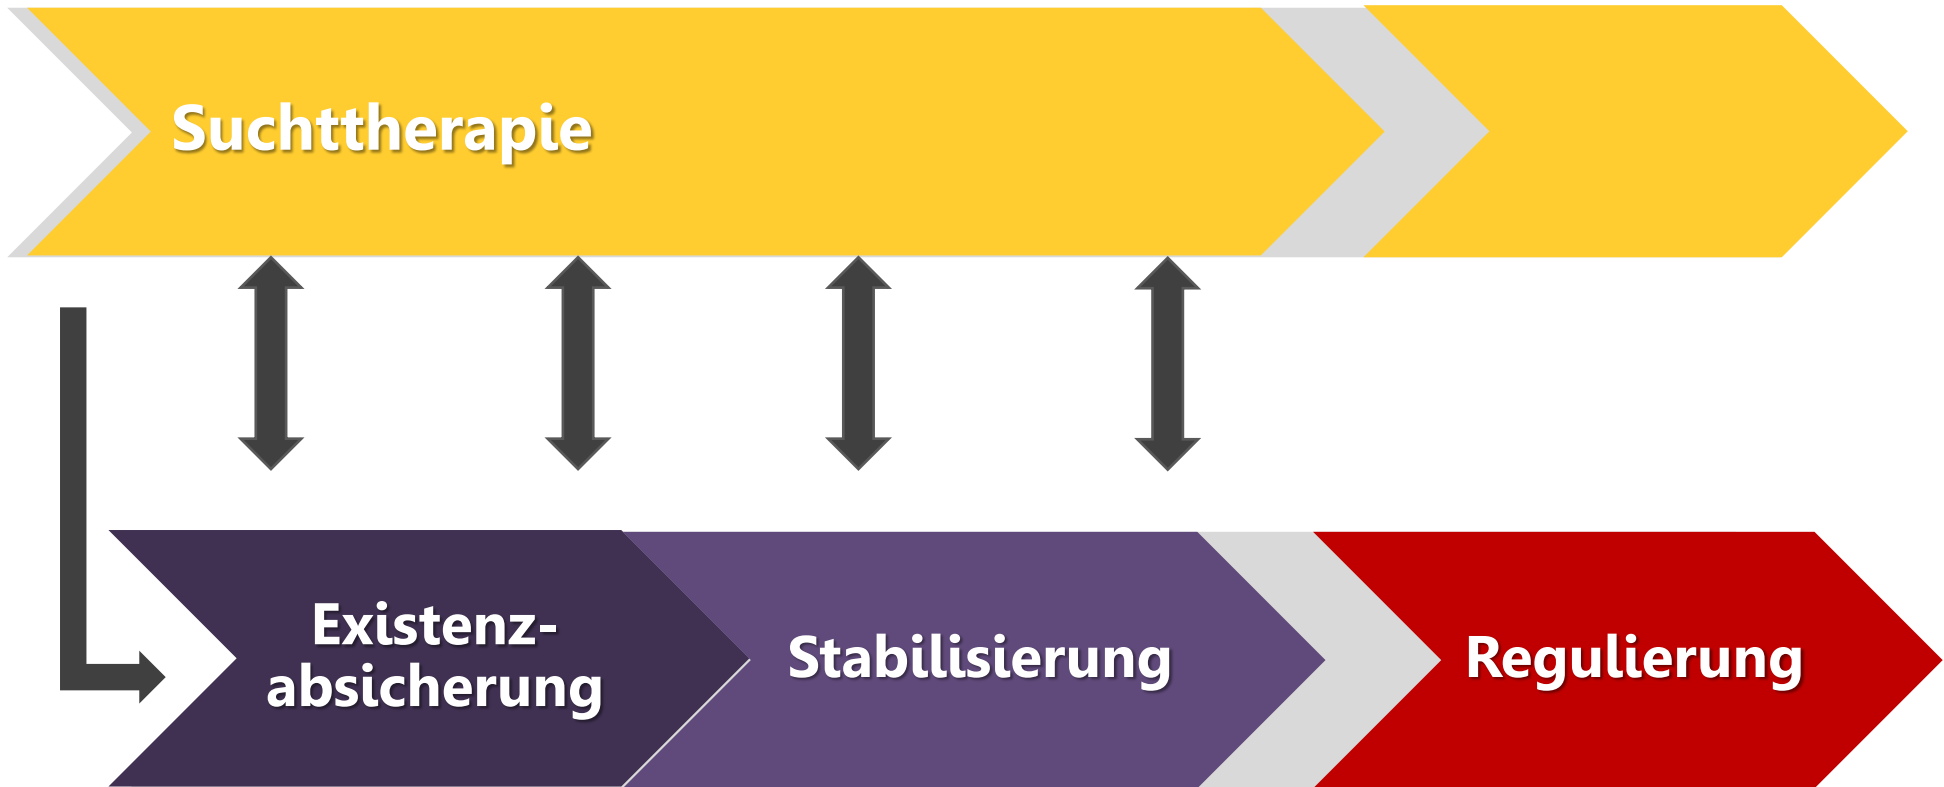 Suchttherapie
Existenz-
absicherung
Stabilisierung
Regulierung